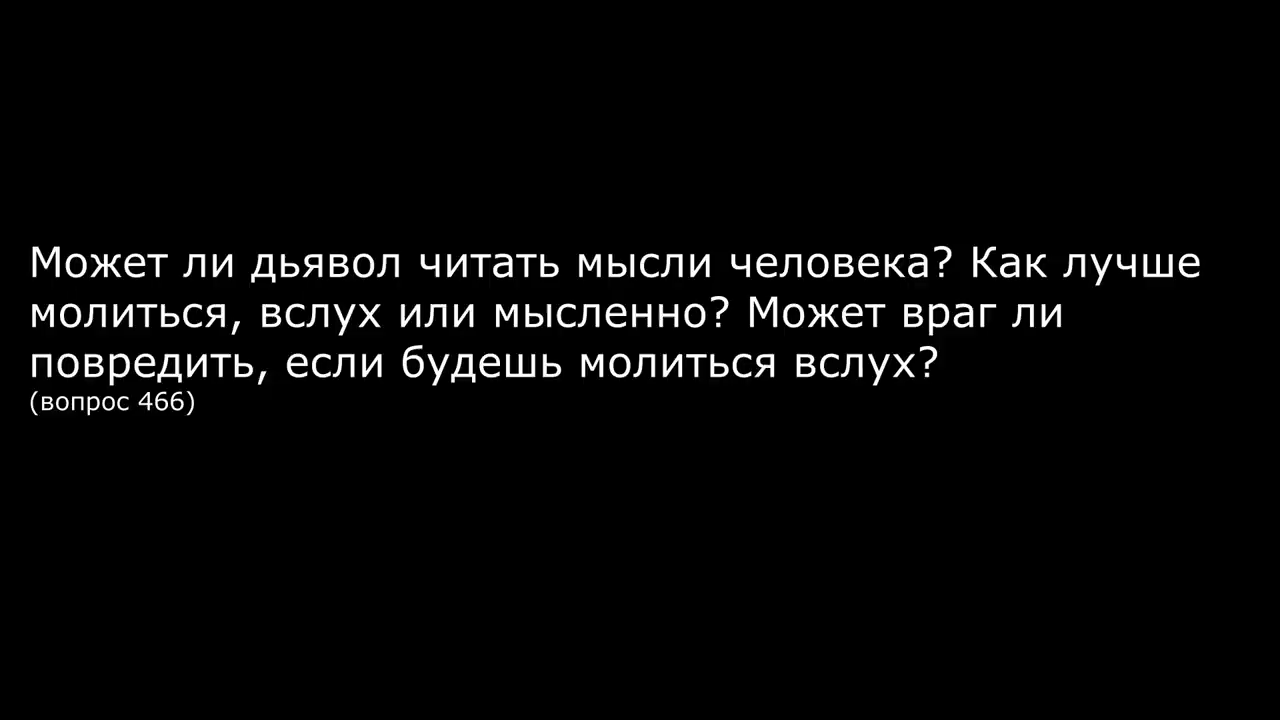 Может ли дьявол читать мысли человека? Как лучше
молиться, вслух или мысленно? Может враг ли
повредить, если будешь молиться вслух?
(вопрос 466)